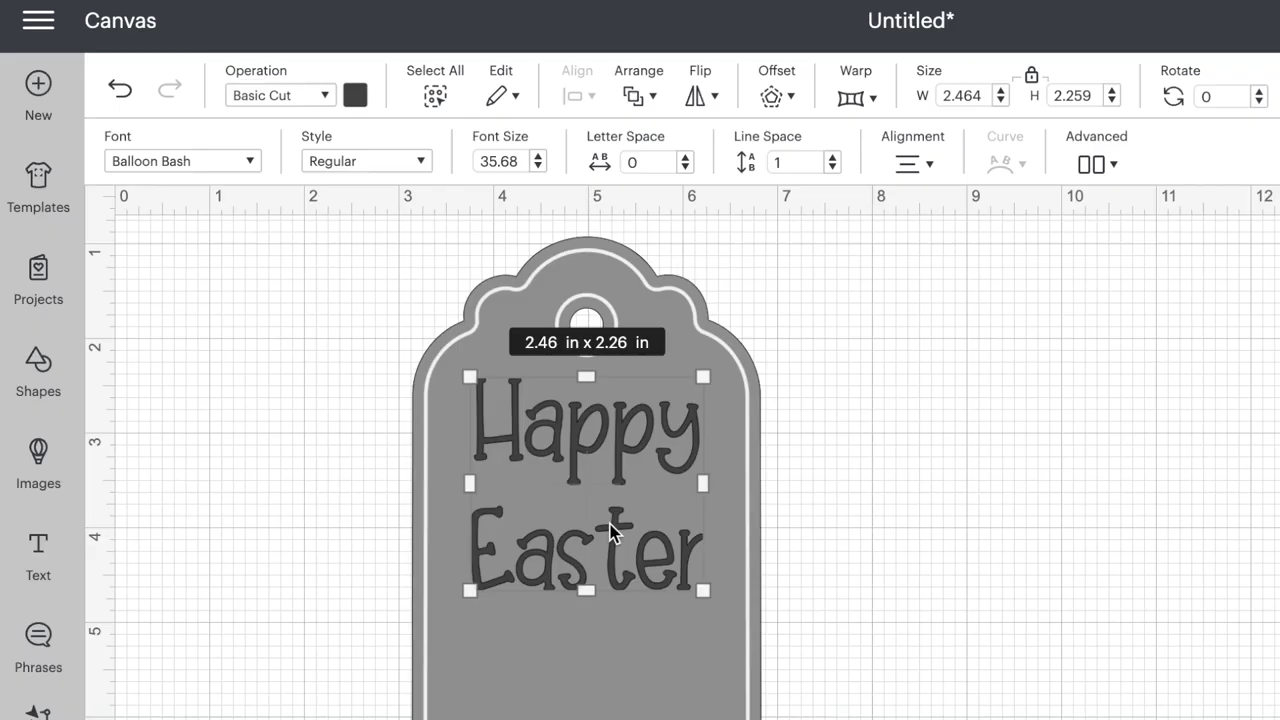 Canvas
Untitled*
New
Templates
Projects
Shapes
Images
Text
Phrases
Operation
Basic Cut
Select All
Edit
Align
Arrange
Flip
Offset
Warp
Size
W 2.464
H 2.259
Rotate
0
Font
Balloon Bash
Style
Regular
Font Size
35.68
Letter Space
A B
0
Line Space
A
B
1
Alignment
Curve
A B
Advanced
0 1 2 3 4 5 6 7 8 9 10 11 12
1
2
3
4
5
2.46 in x 2.26 in
Happy
Easter